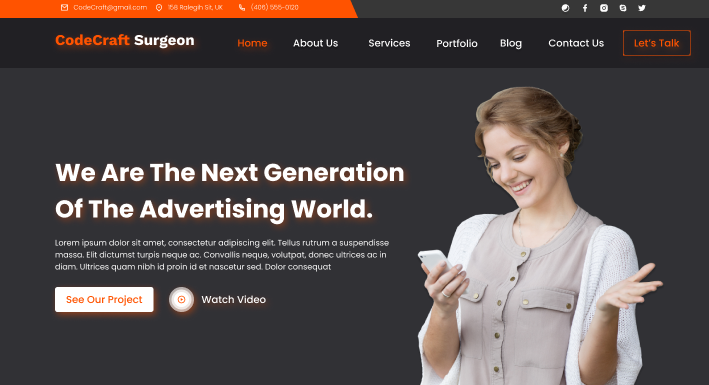 CodeCraft@gmail.com 158 Ralegih Sit, UK (406) 555-0120
CodeCraft Surgeon Home About Us Services Portfolio Blog Contact Us Let's Talk
We Are The Next Generation
Of The Advertising World.
Lorem ipsum dolor sit amet, consectetur adipiscing elit. Tellus rutrum a suspendisse
massa. Elit dictumst turpis neque ac. Convallis neque, volutpat, donec ultrices ac in
diam. Ultrices quam nibh id proin id et nascetur sed. Dolor consequat
See Our Project Watch Video